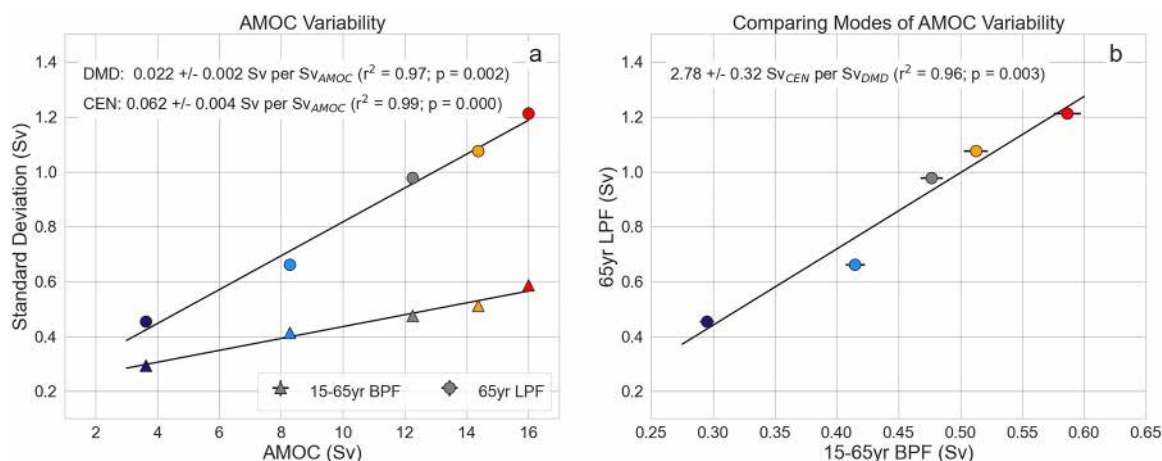 AMOC Variability
a
DMD: 0.022 +/- 0.002 Sv per Sv_AMOC (r² = 0.97; p = 0.002)
CEN: 0.062 +/- 0.004 Sv per Sv_AMOC (r² = 0.99; p = 0.000)
Standard Deviation (Sv)
1.4
1.2
1.0
0.8
0.6
0.4
0.2
15-65yr BPF 65yr LPF
2 4 6 8 10 12 14 16
AMOC (Sv)
Comparing Modes of AMOC Variability
b
2.78 +/- 0.32 Sv_CEN per Sv_DMD (r² = 0.96; p = 0.003)
65yr LPF (Sv)
1.4
1.2
1.0
0.8
0.6
0.4
0.2
0.25 0.30 0.35 0.40 0.45 0.50 0.55 0.60 0.65
15-65yr BPF (Sv)